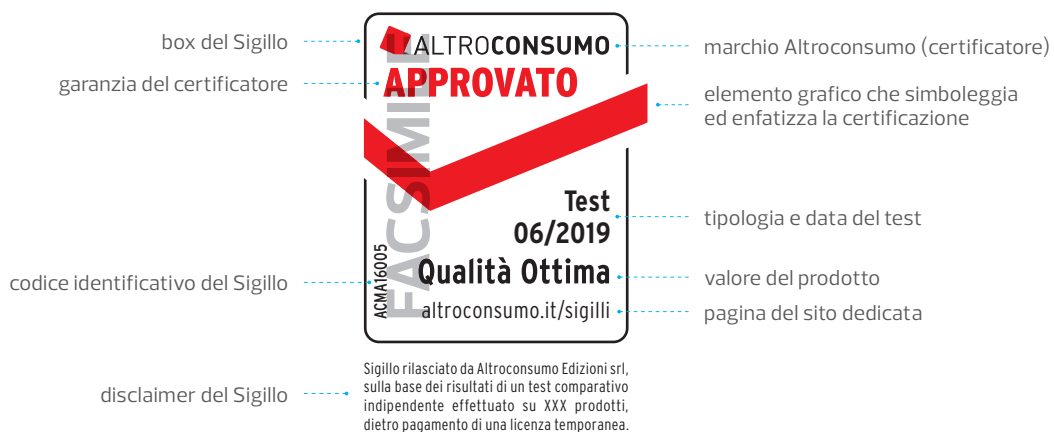 box del Sigillo
garanzia del certificatore
codice identificativo del Sigillo
disclaimer del Sigillo
ALTROCONSUMO
APPROVATO
FACSIMILE
Test
06/2019
Qualità Ottima
altroconsumo.it/sigilli
ACMA16005
Sigillo rilasciato da Altroconsumo Edizioni srl,
sulla base dei risultati di un test comparativo
indipendente effettuato su XXX prodotti,
dietro pagamento di una licenza temporanea.
marchio Altroconsumo (certificatore)
elemento grafico che simboleggia
ed enfatizza la certificazione
tipologia e data del test
valore del prodotto
pagina del sito dedicata